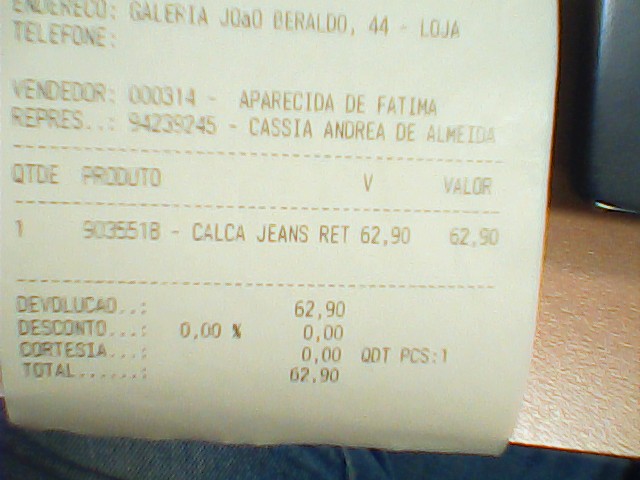 ENDERECO: GALERIA JOaO BERALDO, 44 - LOJA
TELEFONE:
VENDEDOR: 000314 - APARECIDA DE FATIMA
REPRES..: 94239245 - CASSIA ANDREA DE ALMEIDA
QTDE PRODUTO V VALOR
1 903551B - CALCA JEANS RET 62,90 62,90
DEVOLUCAO..: 62,90
DESCONTO...: 0,00 % 0,00
CORTESIA...: 0,00 QDT PCS:1
TOTAL......: 62,90